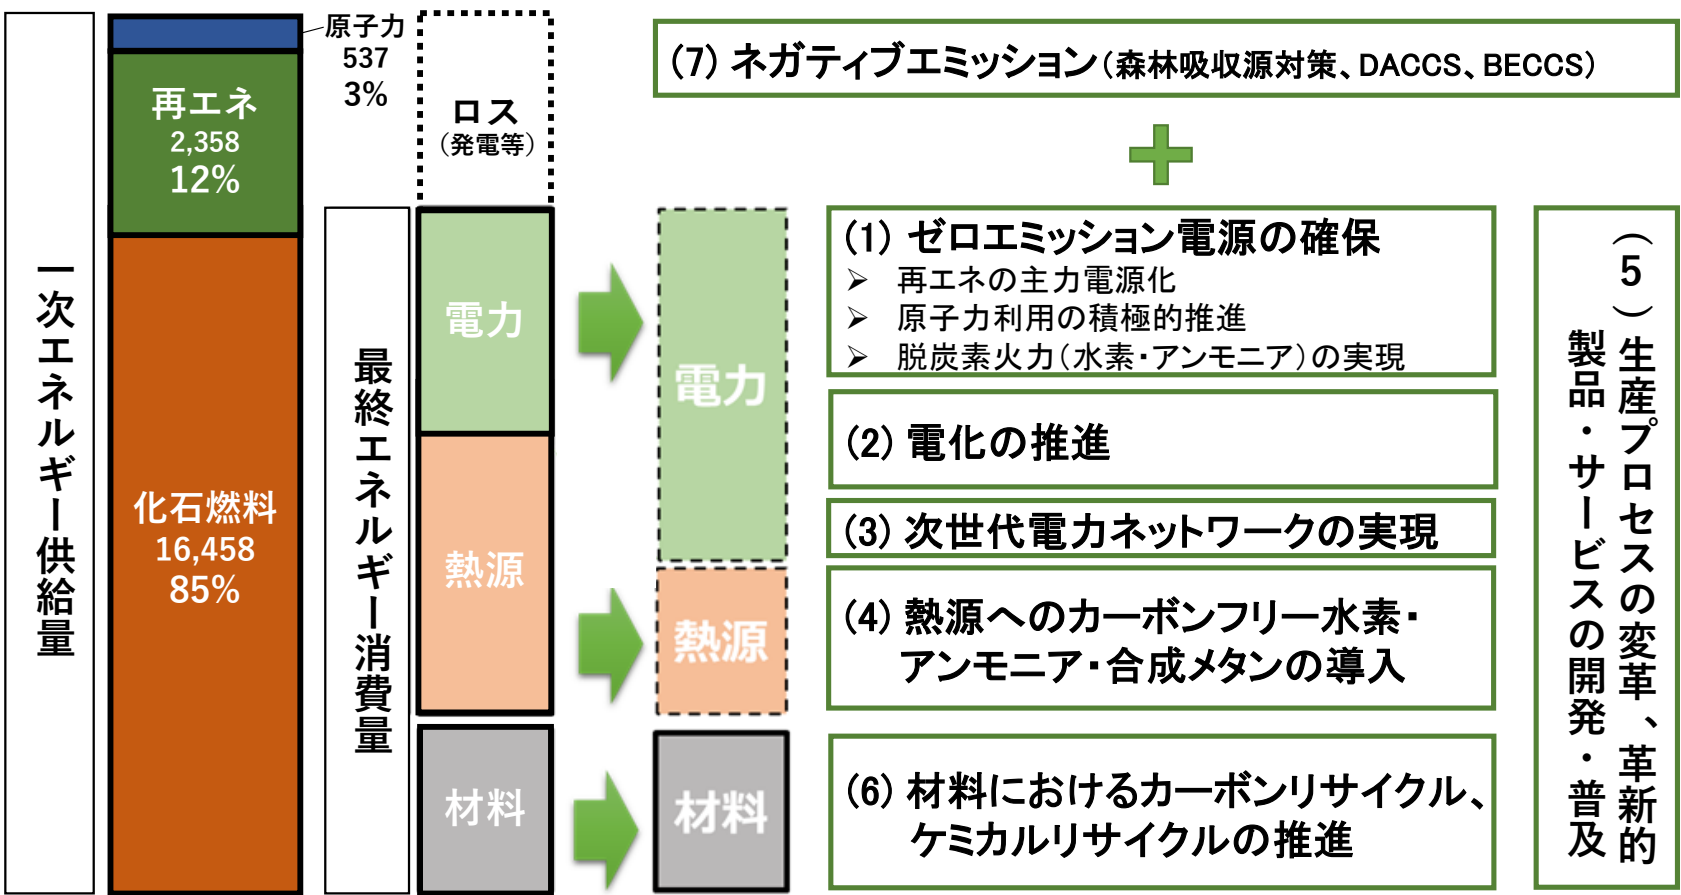 一次エネルギー供給量
原子力
537
3%
再エネ
2,358
12%
化石燃料
16,458
85%
最終エネルギー消費量
ロス
(発電等)
電力
熱源
材料
電力
熱源
材料
(7) ネガティブエミッション(森林吸収源対策、DACCS、BECCS)
(1) ゼロエミッション電源の確保
➢ 再エネの主力電源化
➢ 原子力利用の積極的推進
➢ 脱炭素火力(水素・アンモニア)の実現
(2) 電化の推進
(3) 次世代電力ネットワークの実現
(4) 熱源へのカーボンフリー水素・
アンモニア・合成メタンの導入
(6) 材料におけるカーボンリサイクル、
ケミカルリサイクルの推進
(5)生産プロセスの変革、革新的
製品・サービスの開発・普及